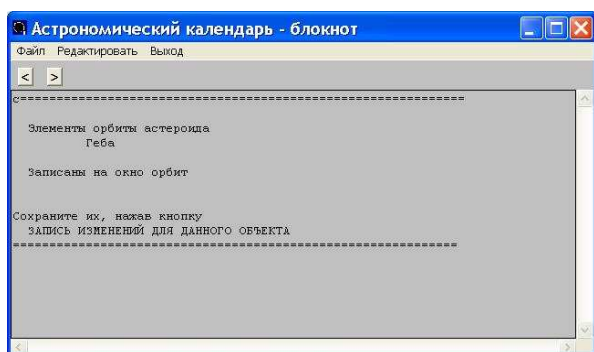 Астрономический календарь - блокнот
Файл Редактировать Выход
< >
c=============================================================
Элементы орбиты астероида
Геба
Записаны на окно орбит
Сохраните их, нажав кнопку
ЗАПИСЬ ИЗМЕНЕНИЙ ДЛЯ ДАННОГО ОБЪЕКТА
=============================================================